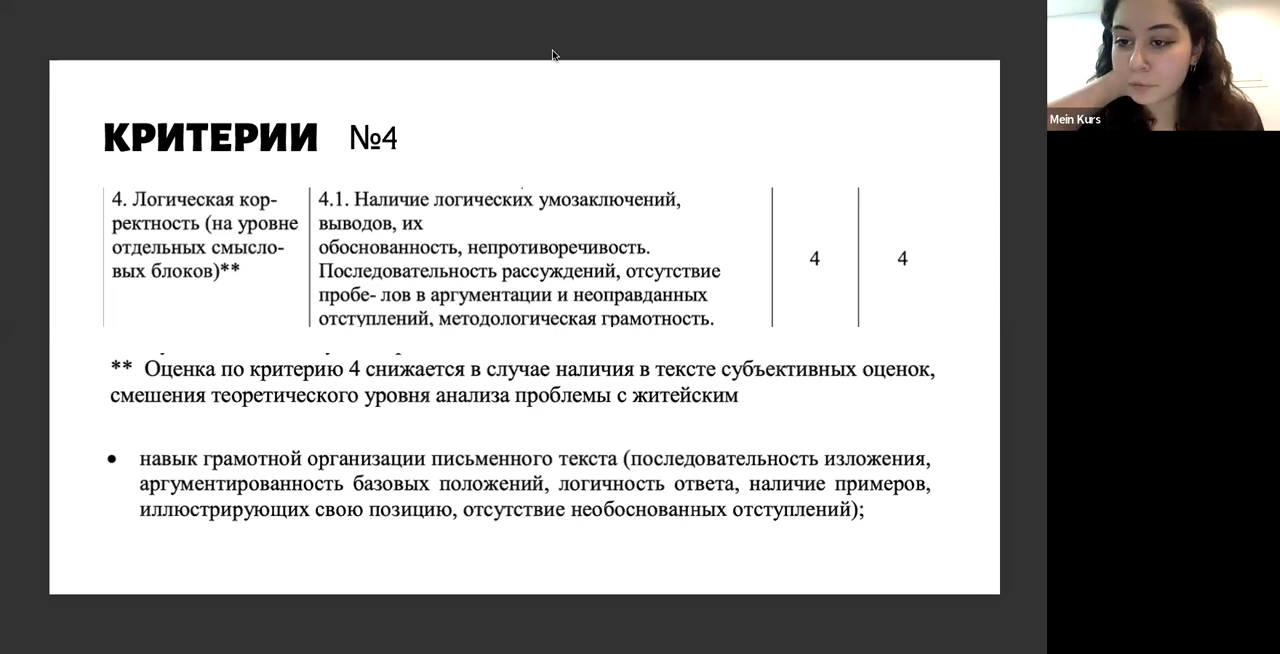 КРИТЕРИИ №4
4. Логическая кор-
ректность (на уровне
отдельных смысло-
вых блоков)**
4.1. Наличие логических умозаключений,
выводов, их
обоснованность, непротиворечивость.
Последовательность рассуждений, отсутствие
пробе- лов в аргументации и неоправданных
отступлений, методологическая грамотность.
4
4
** Оценка по критерию 4 снижается в случае наличия в тексте субъективных оценок,
смешения теоретического уровня анализа проблемы с житейским
• навык грамотной организации письменного текста (последовательность изложения,
аргументированность базовых положений, логичность ответа, наличие примеров,
иллюстрирующих свою позицию, отсутствие необоснованных отступлений);
Mein Kurs